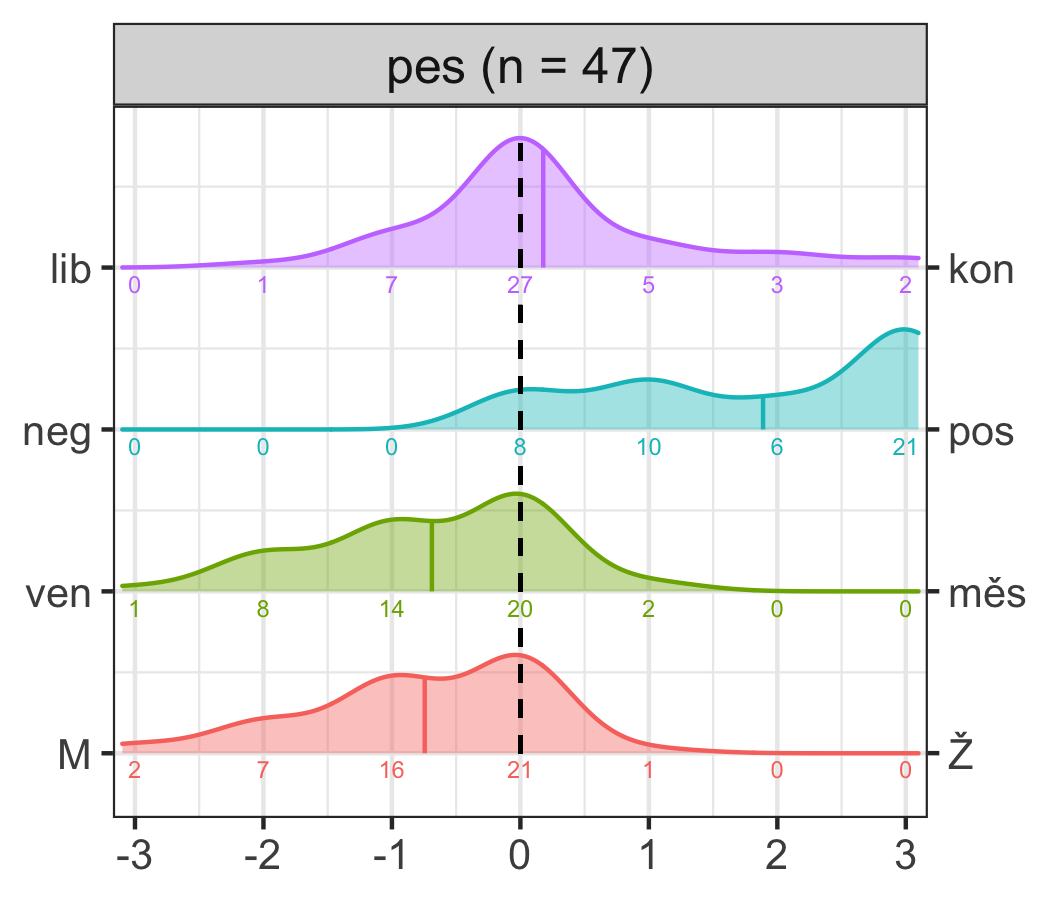 pes (n = 47)
lib kon
0 1 7 27 5 3 2
neg pos
0 0 0 8 10 6 21
ven měs
1 8 14 20 2 0 0
M Ž
2 7 16 21 1 0 0
-3 -2 -1 0 1 2 3